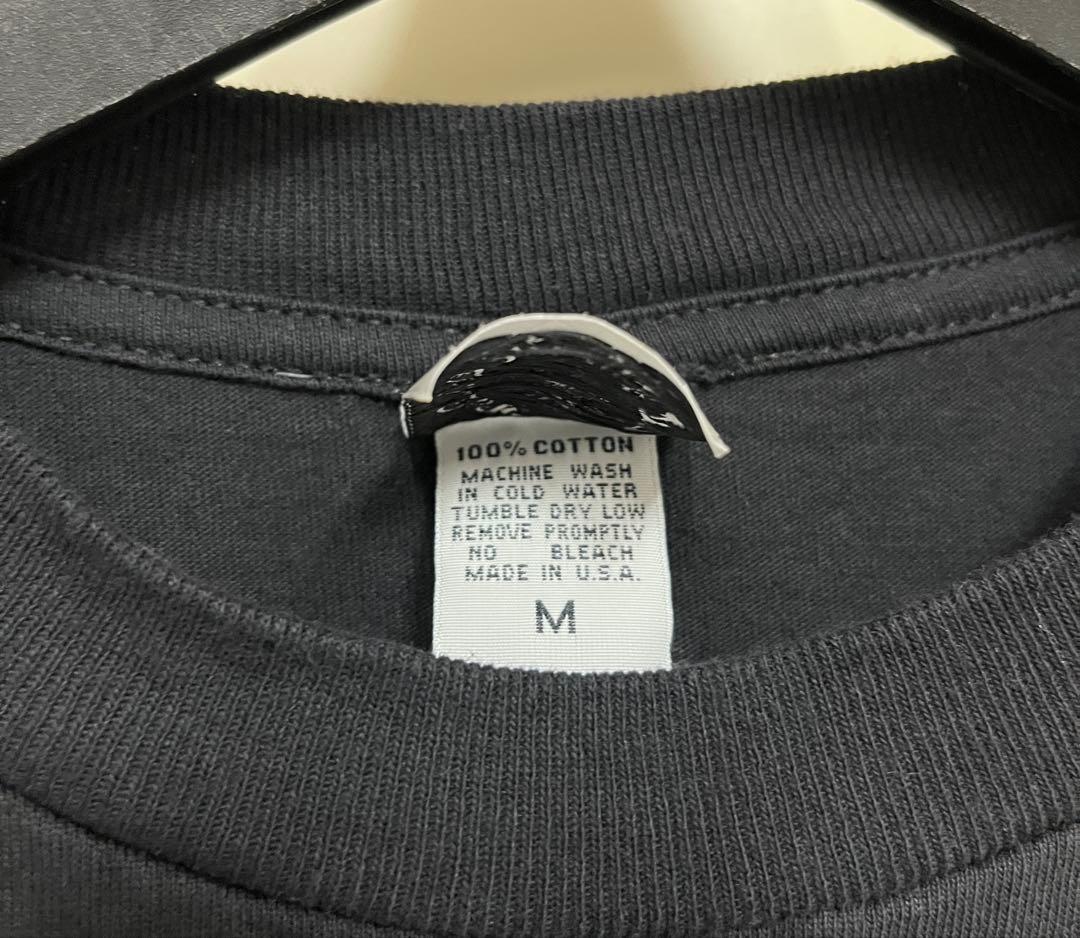 100% COTTON
MACHINE WASH
IN COLD WATER
TUMBLE DRY LOW
REMOVE PROMPTLY
NO BLEACH
MADE IN U.S.A.
M